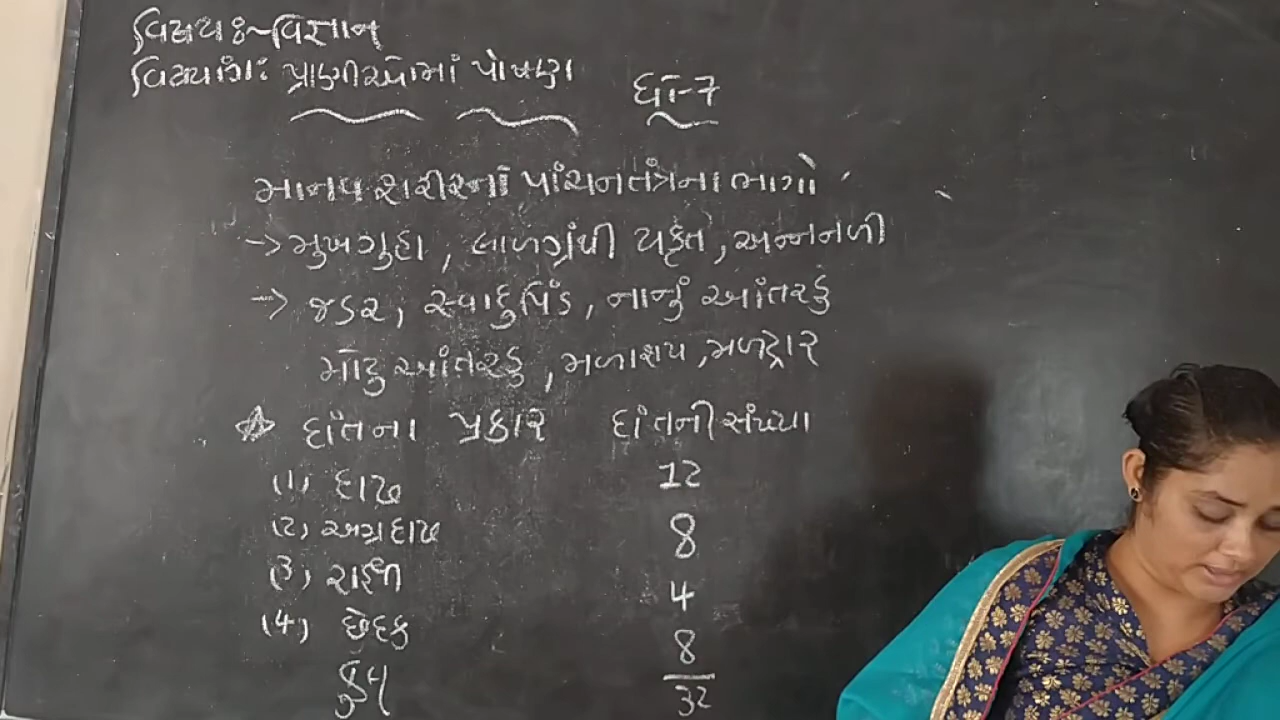 વિષય :- વિજ્ઞાન
વિષયાંગ: પ્રાણીઓમાં પોષણ
ધો-7
માનવ શરીરનાં પાંચનતંત્રના ભાગો
→ મુખગુહા, લાળગ્રંથી યકૃત, અન્નનળી
→ જઠર, સ્વાદુપિંડ, નાનું આંતરડુ
મોટુ આંતરડુ, મળાશય, મળદ્વાર
☆ દાંતના પ્રકાર દાંતની સંખ્યા
(1) દાઢ 12
(2) અગ્રદાઢ 8
(3) રાક્ષી 4
(4) છેદક 8
કુલ 32